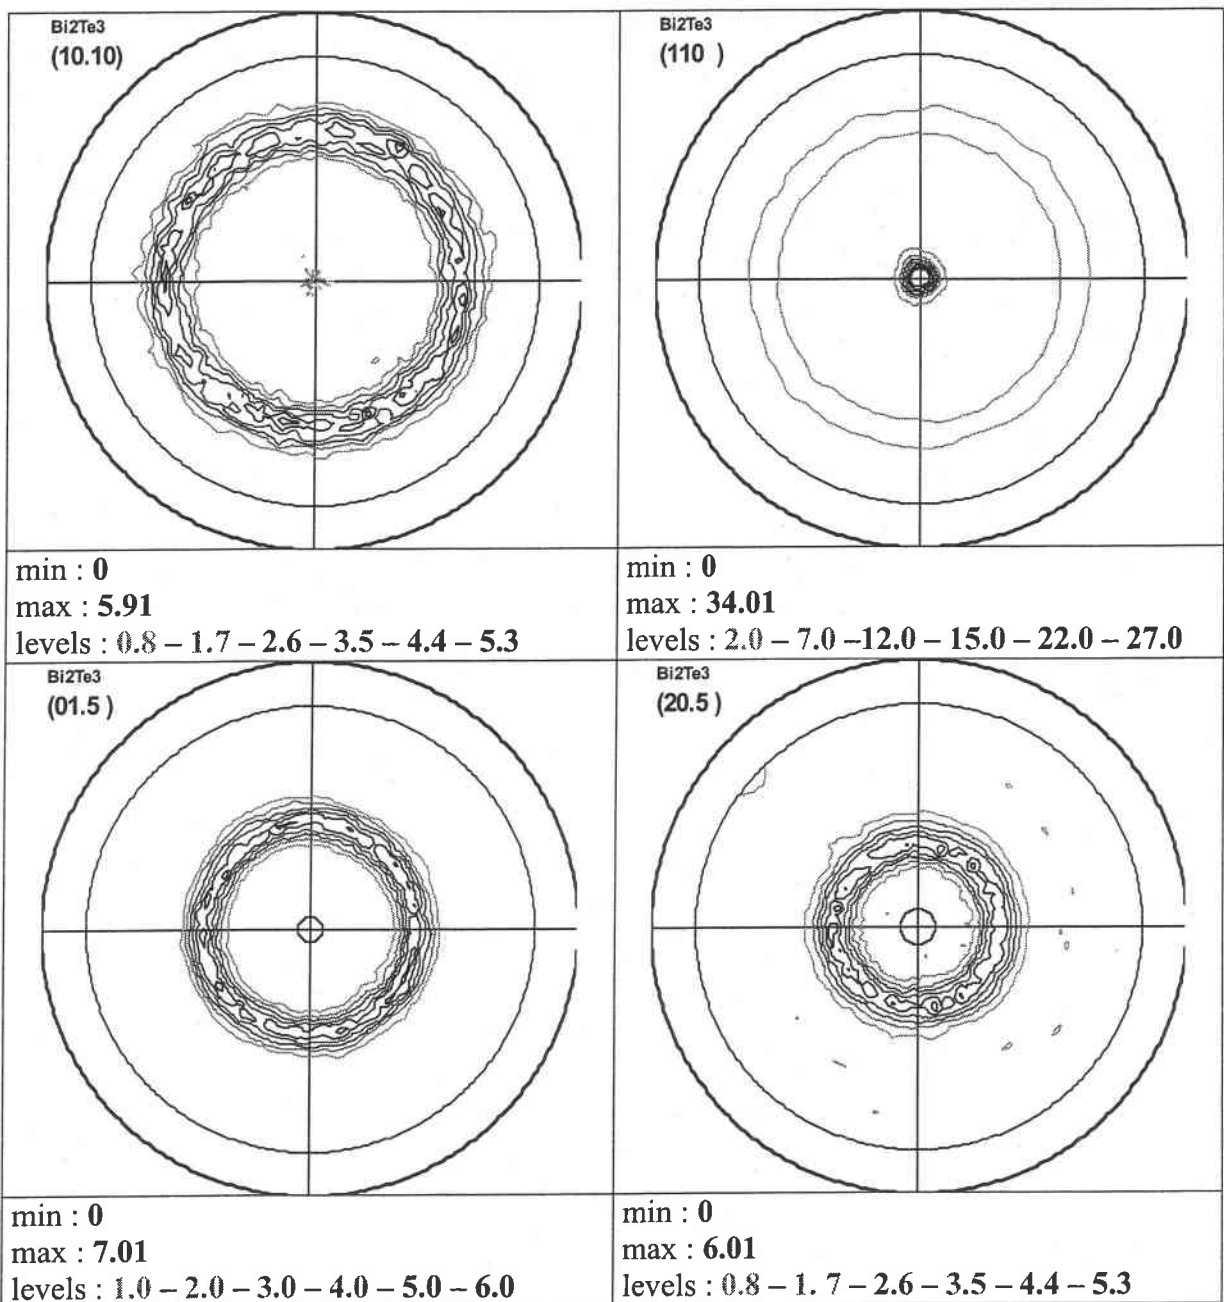 Bi2Te3
(10.10)
Bi2Te3
(110 )
min : 0
max : 5.91
levels : 0.8 – 1.7 – 2.6 – 3.5 – 4.4 – 5.3
min : 0
max : 34.01
levels : 2.0 – 7.0 –12.0 – 15.0 – 22.0 – 27.0
Bi2Te3
(01.5 )
Bi2Te3
(20.5)
min : 0
max : 7.01
levels : 1.0 – 2.0 – 3.0 – 4.0 – 5.0 – 6.0
min : 0
max : 6.01
levels : 0.8 – 1. 7 – 2.6 – 3.5 – 4.4 – 5.3